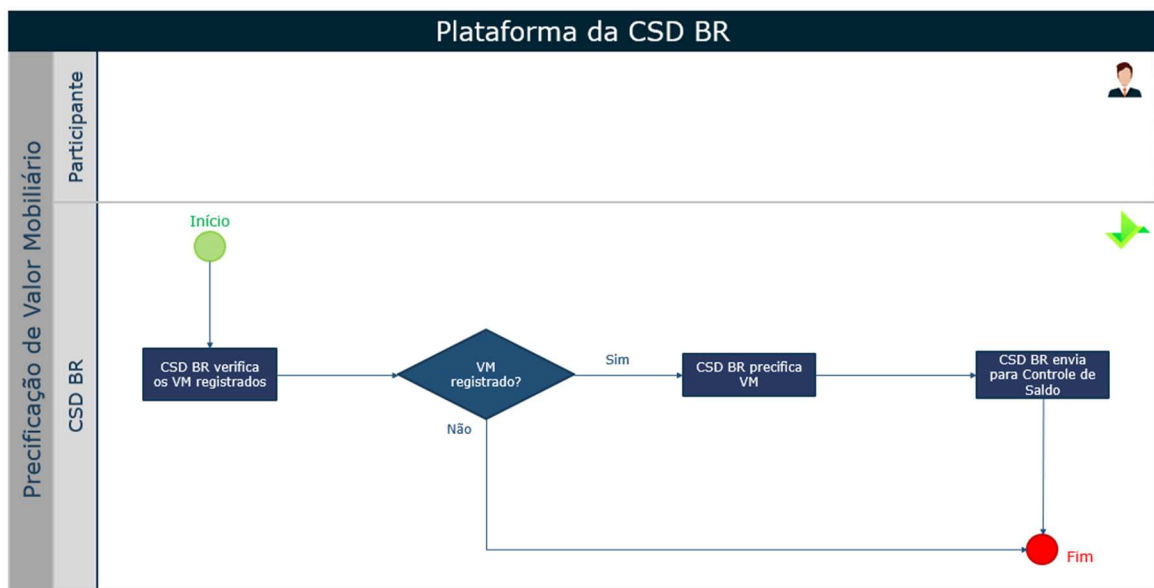 Plataforma da CSD BR
Precificação de Valor Mobiliário
Participante
CSD BR
Início
CSD BR verifica
os VM registrados
VM
registrado?
Sim
Não
CSD BR precifica
VM
CSD BR envia
para Controle de
Saldo
Fim